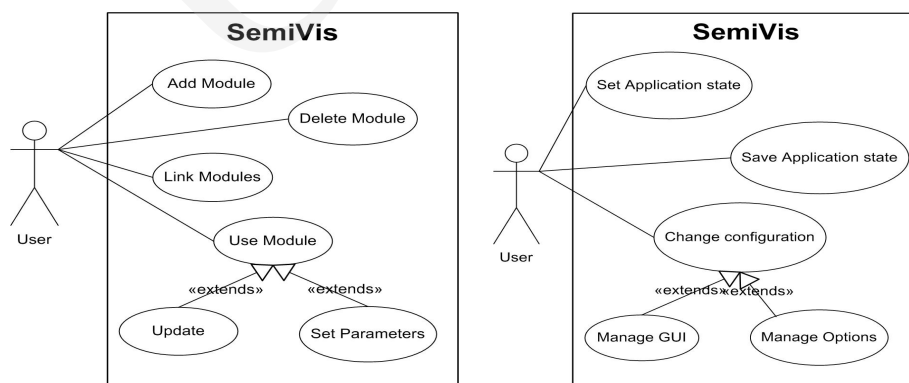 SemiVis
Add Module
Delete Module
Link Modules
User
Use Module
«extends»
«extends»
Update
Set Parameters
SemiVis
Set Application state
Save Application state
Change configuration
User
«extends»
«extends»
Manage GUI
Manage Options